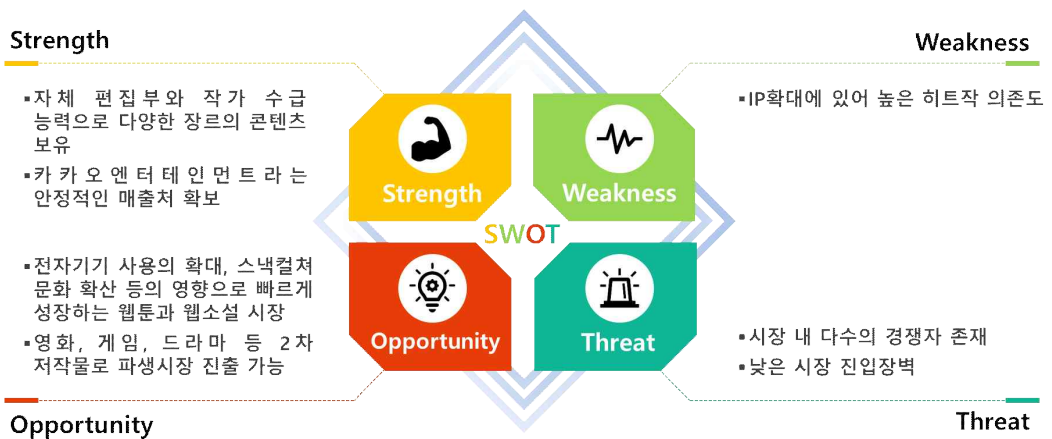 Strength
▪자체 편집부와 작가 수급
능력으로 다양한 장르의 콘텐츠
보유
▪카카오엔터테인먼트라는
안정적인 매출처 확보
Weakness
▪IP확대에 있어 높은 히트작 의존도
Strength
Weakness
SWOT
Opportunity
Threat
▪전자기기 사용의 확대, 스낵컬쳐
문화 확산 등의 영향으로 빠르게
성장하는 웹툰과 웹소설 시장
▪영화, 게임, 드라마 등 2차
저작물로 파생시장 진출 가능
Opportunity
▪시장 내 다수의 경쟁자 존재
▪낮은 시장 진입장벽
Threat